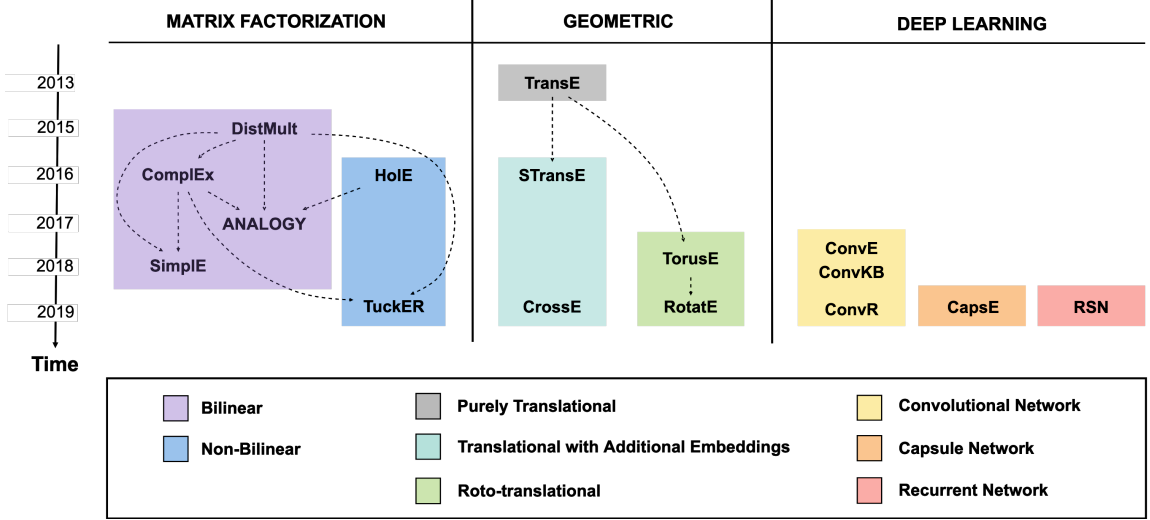 MATRIX FACTORIZATION GEOMETRIC DEEP LEARNING
2013 TransE
2015 DistMult
2016 ComplEx HolE STransE
2017 ANALOGY
ConvE
2018 SimplE TorusE
ConvKB
2019 TuckER CrossE RotatE ConvR CapsE RSN
Time
Bilinear Purely Translational Convolutional Network
Non-Bilinear Translational with Additional Embeddings Capsule Network
Roto-translational Recurrent Network